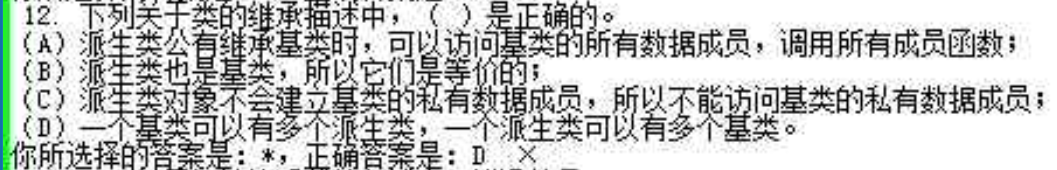 12. 下列关于类的继承描述中，（ ）是正确的。
（A）派生类公有继承基类时，可以访问基类的所有数据成员，调用所有成员函数；
（B）派生类也是基类，所以它们是等价的；
（C）派生类对象不会建立基类的私有数据成员，所以不能访问基类的私有数据成员；
（D）一个基类可以有多个派生类，一个派生类可以有多个基类。
你所选择的答案是：*，正确答案是：D ×